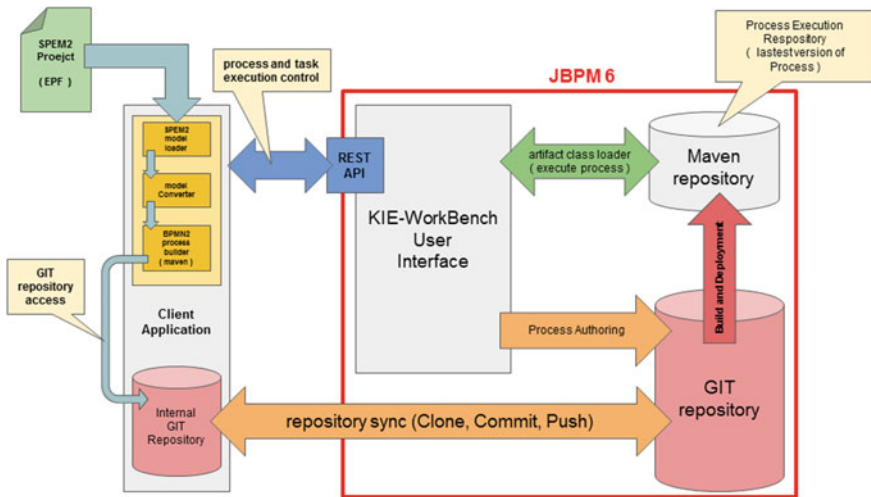 SPEM2
Proejct
( EPF )
process and task
execution control
Process Execution
Respository
( lastest version of
Process )
JBPM 6
SPEM2
model
loader
model
Converter
BPMN2
process
builder
( maven )
REST
API
artifact class loader
( execute process )
Maven
repository
KIE-WorkBench
User
Interface
GIT
repository
access
Client
Application
Build and Deployment
Process Authoring
Internal
GIT
Repository
repository sync (Clone, Commit, Push)
GIT
repository